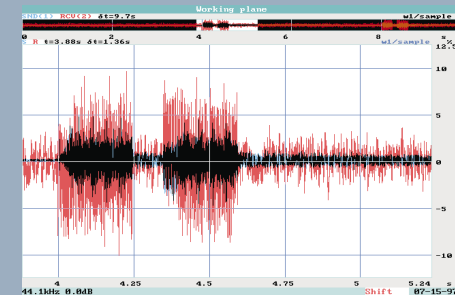 Working plane
RCV(2) δt=9.7s
w1/sample
0 2 4 6 8 s
R t=3.88s δt=1.36s
w1/sample
%
12.5
10
5
0
-5
-10
4 4.25 4.5 4.75 5 5.24 s
44.1kHz 0.0dB
Shift
07-15-97